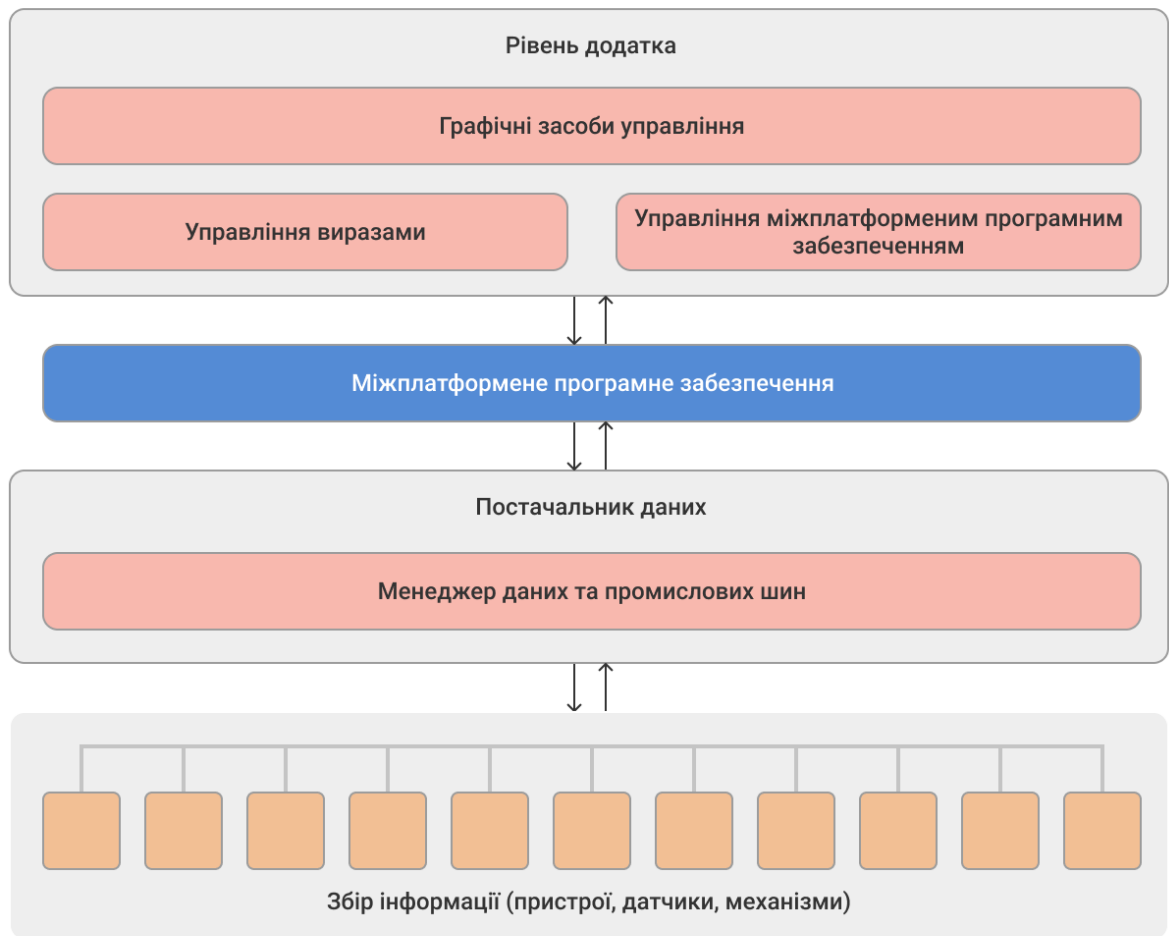 Рівень додатка
Графічні засоби управління
Управління виразами
Управління міжплатформеним програмним
забезпеченням
Міжплатформене програмне забезпечення
Постачальник даних
Менеджер даних та промислових шин
Збір інформації (пристрої, датчики, механізми)